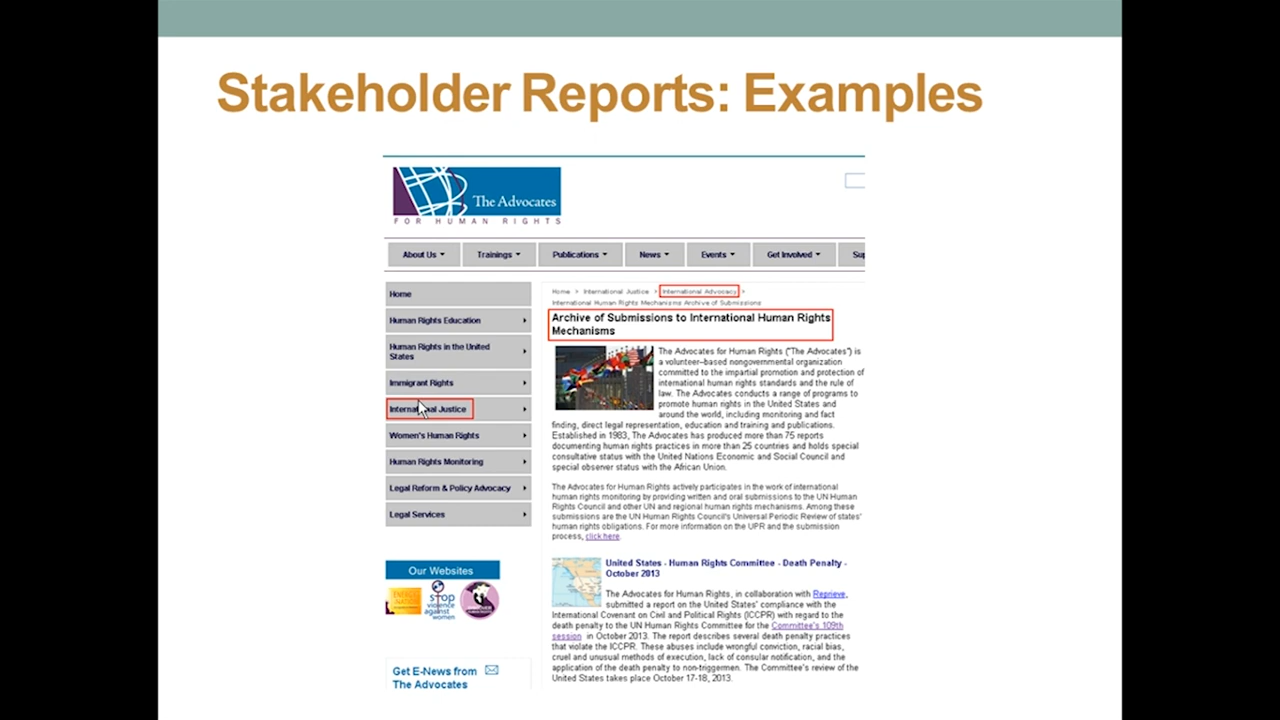 Stakeholder Reports: Examples
The Advocates
FOR HUMAN RIGHTS
About Us
Trainings
Publications
News
Events
Get Involved
Sup
Home
Human Rights Education
Human Rights in the United
States
Immigrant Rights
International Justice
Women's Human Rights
Human Rights Monitoring
Legal Reform & Policy Advocacy
Legal Services
Our Websites
stop
violence
against
women
Get E-News from
The Advocates
Home > International Justice > International Advocacy >
International Human Rights Mechanisms Archive of Submissions
Archive of Submissions to International Human Rights
Mechanisms
The Advocates for Human Rights ("The Advocates") is
a volunteer-based nongovernmental organization
committed to the impartial promotion and protection of
international human rights standards and the rule of
law. The Advocates conducts a range of programs to
promote human rights in the United States and
around the world, including monitoring and fact
finding, direct legal representation, education and training and publications.
Established in 1983, The Advocates has produced more than 75 reports
documenting human rights practices in more than 25 countries and holds special
consultative status with the United Nations Economic and Social Council and
special observer status with the African Union.
The Advocates for Human Rights actively participates in the work of international
human rights monitoring by providing written and oral submissions to the UN Human
Rights Council and other UN and regional human rights mechanisms. Among these
submissions are the UN Human Rights Council's Universal Periodic Review of states'
human rights obligations. For more information on the UPR and the submission
process, click here.
United States - Human Rights Committee - Death Penalty -
October 2013
The Advocates for Human Rights, in collaboration with Reprieve,
submitted a report on the United States' compliance with the
International Covenant on Civil and Political Rights (ICCPR) with regard to the
death penalty to the UN Human Rights Committee for the Committee's 109th
session in October 2013. The report describes several death penalty practices
that violate the ICCPR. These abuses include wrongful conviction, racial bias,
cruel and unusual methods of execution, lack of consular notification, and the
application of the death penalty to non-triggermen. The Committee's review of the
United States takes place October 17-18, 2013.